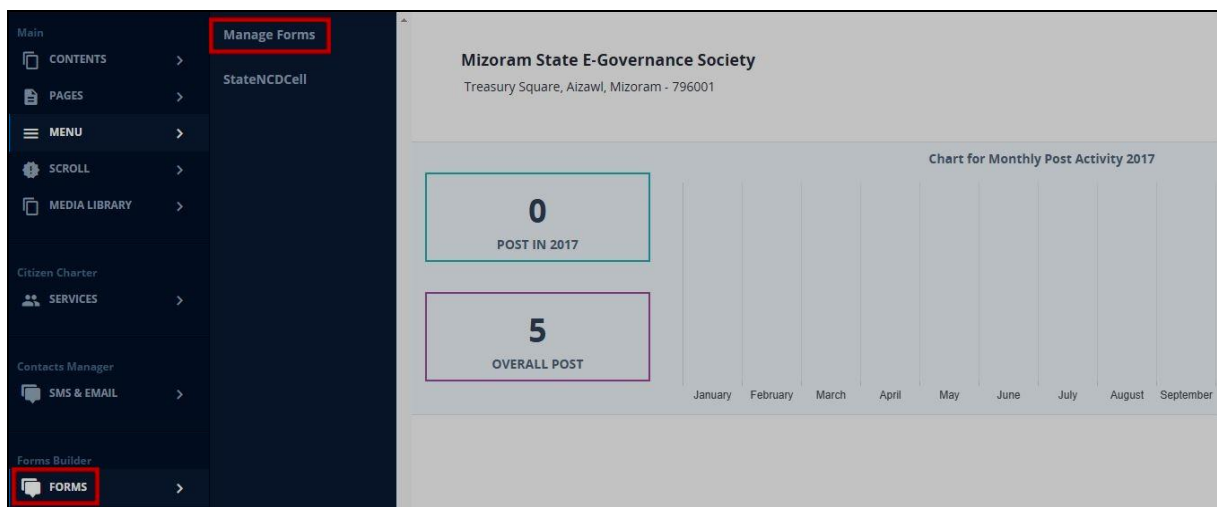 Main
CONTENTS
PAGES
MENU
SCROLL
MEDIA LIBRARY
Citizen Charter
SERVICES
Contacts Manager
SMS & EMAIL
Forms Builder
FORMS
Manage Forms
StateNCDCell
Mizoram State E-Governance Society
Treasury Square, Aizawl, Mizoram - 796001
0
POST IN 2017
5
OVERALL POST
Chart for Monthly Post Activity 2017
January February March April May June July August September